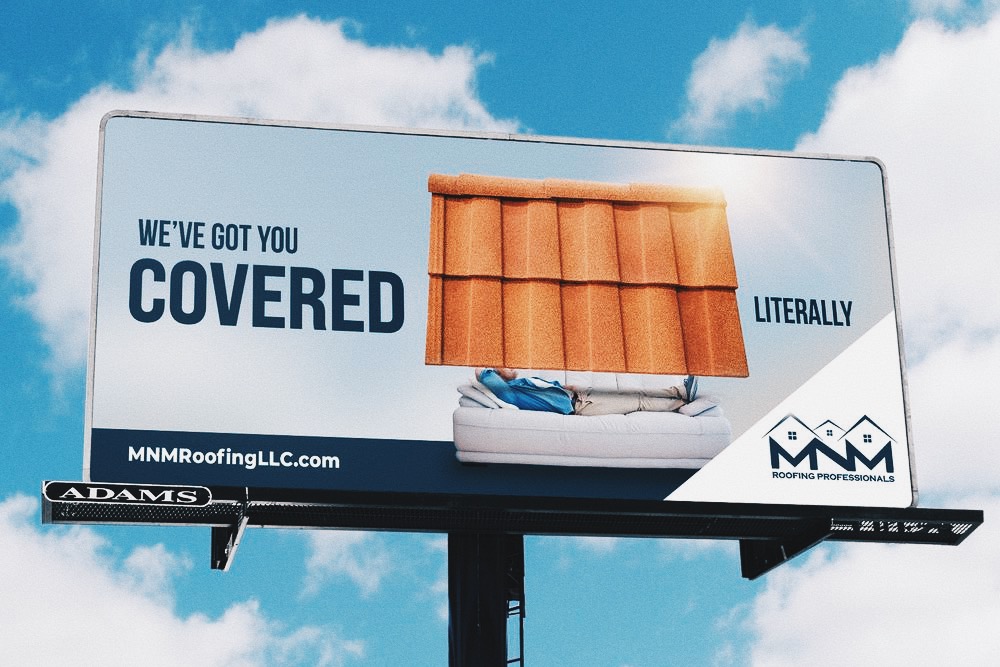 WE'VE GOT YOU
COVERED
LITERALLY
MNMRoofingLLC.com
MNM
ROOFING PROFESSIONALS
ADAMS